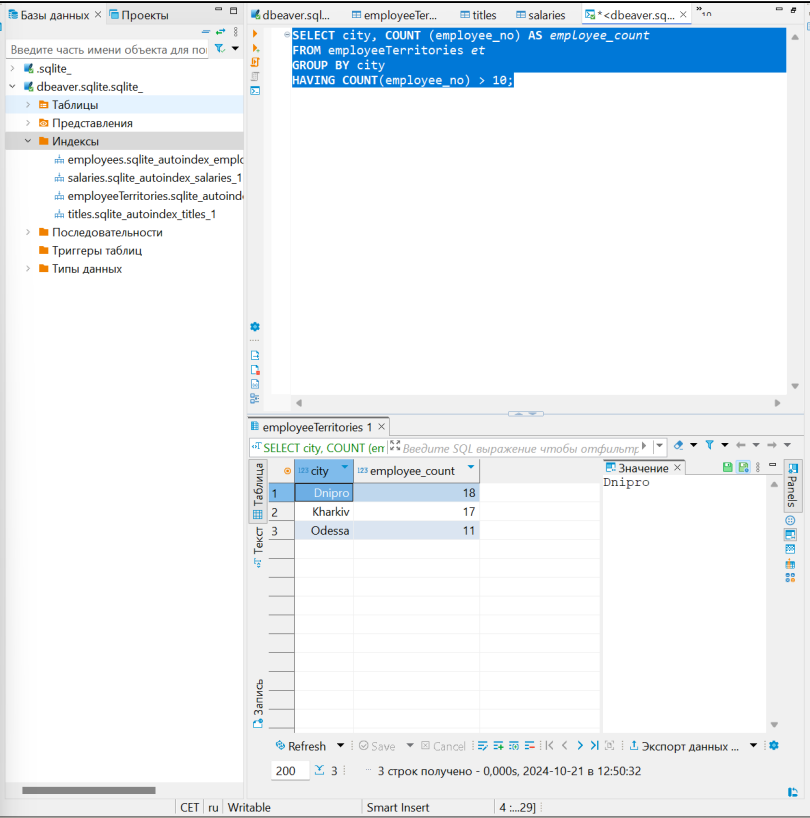 Базы данных Проекты
dbeaver.sql... employeeTer... titles salaries *<dbeaver.sq... »10
Введите часть имени объекта для по
.sqlite_
dbeaver.sqlite.sqlite_
Таблицы
Представления
Индексы
employees.sqlite_autoindex_emplo
salaries.sqlite_autoindex_salaries_1
employeeTerritories.sqlite_autoind
titles.sqlite_autoindex_titles_1
Последовательности
Триггеры таблиц
Типы данных
SELECT city, COUNT (employee_no) AS employee_count
FROM employeeTerritories et
GROUP BY city
HAVING COUNT(employee_no) > 10;
employeeTerritories 1
SELECT city, COUNT (em Введите SQL выражение чтобы отфильтр
Таблица
Текст
Запись
123 city 123 employee_count
1 Dnipro 18
2 Kharkiv 17
3 Odessa 11
Значение
Dnipro
Panels
Refresh Save Cancel Экспорт данных ...
200 3 3 строк получено - 0,000s, 2024-10-21 в 12:50:32
CET ru Writable Smart Insert 4 :...29]